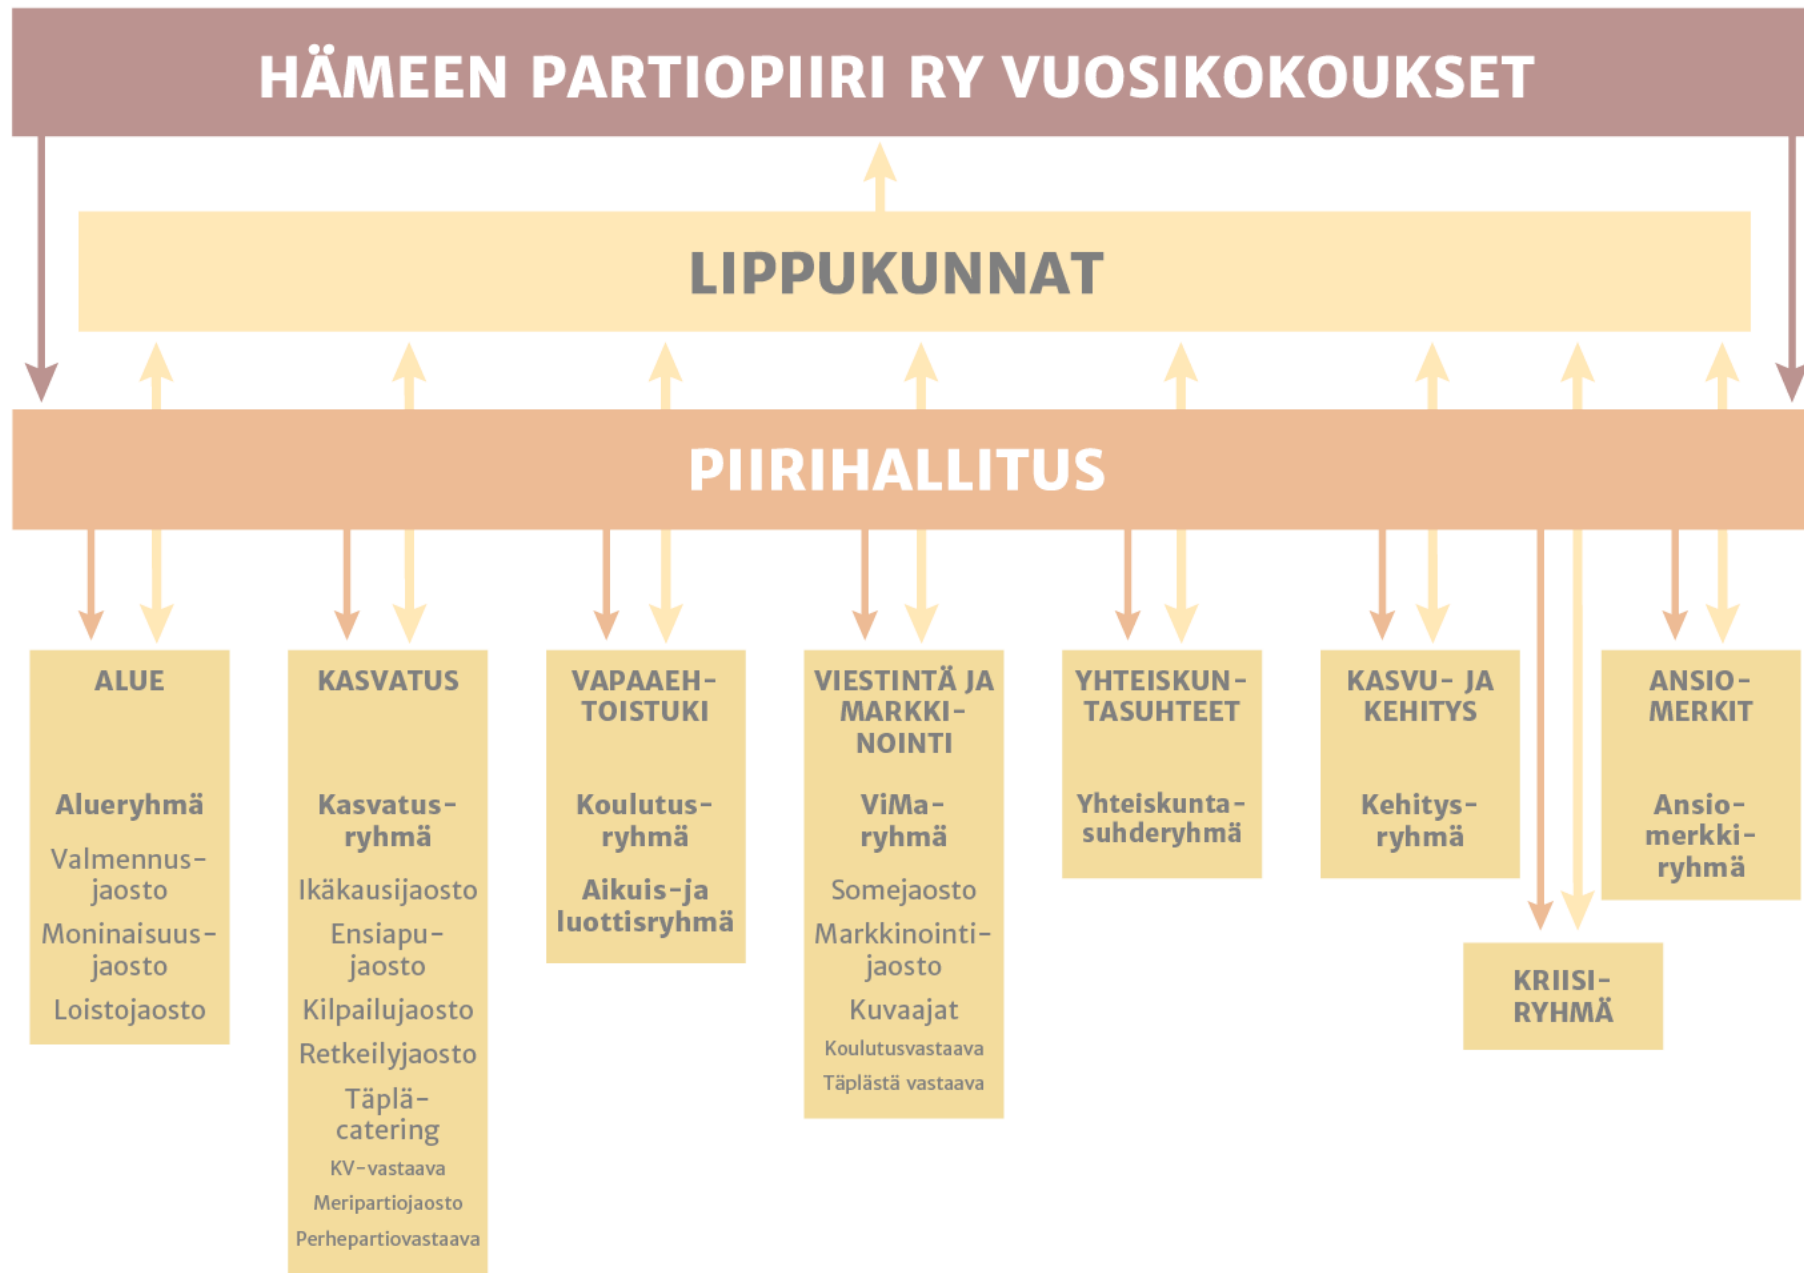 HÄMEEN PARTIOPIIRI RY VUOSIKOKOUKSET
LIPPUKUNNAT
PIIRIHALLITUS
ALUE
Alueryhmä
Valmennus-
jaosto
Moninaisuus-
jaosto
Loistojaosto
KASVATUS
Kasvatus-
ryhmä
Ikäkausijaosto
Ensiapu-
jaosto
Kilpailujaosto
Retkeilyjaosto
Täplä-
catering
KV-vastaava
Meripartiojaosto
Perhepartiovastaava
VAPAAEH-
TOISTUKI
Koulutus-
ryhmä
Aikuis-ja
luottisryhmä
VIESTINTÄ JA
MARKKI-
NOINTI
ViMa-
ryhmä
Somejaosto
Markkinointi-
jaosto
Kuvaajat
Koulutusvastaava
Täplästä vastaava
YHTEISKUN-
TASUHTEET
Yhteiskunta-
suhderyhmä
KASVU- JA
KEHITYS
Kehitys-
ryhmä
KRIISI-
RYHMÄ
ANSIO-
MERKIT
Ansio-
merkki-
ryhmä